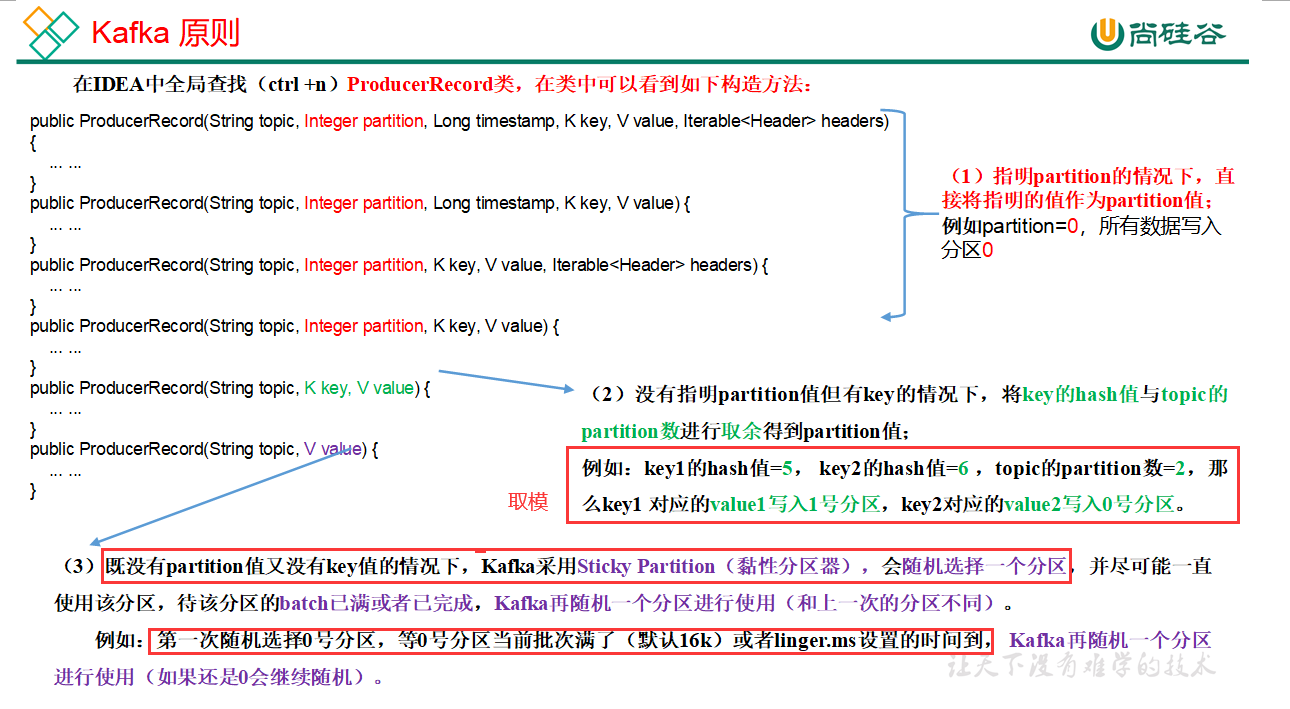 Kafka 原则
尚硅谷
在IDEA中全局查找（ctrl +n）ProducerRecord类，在类中可以看到如下构造方法：
public ProducerRecord(String topic, Integer partition, Long timestamp, K key, V value, Iterable<Header> headers)
{
... ...
}
public ProducerRecord(String topic, Integer partition, Long timestamp, K key, V value) {
... ...
}
public ProducerRecord(String topic, Integer partition, K key, V value, Iterable<Header> headers) {
... ...
}
public ProducerRecord(String topic, Integer partition, K key, V value) {
... ...
}
public ProducerRecord(String topic, K key, V value) {
... ...
}
public ProducerRecord(String topic, V value) {
... ...
}
（1）指明partition的情况下，直
接将指明的值作为partition值；
例如partition=0，所有数据写入
分区0
（2）没有指明partition值但有key的情况下，将key的hash值与topic的
partition数进行取余得到partition值；
取模
例如：key1的hash值=5， key2的hash值=6 ，topic的partition数=2，那
么key1 对应的value1写入1号分区，key2对应的value2写入0号分区。
（3）既没有partition值又没有key值的情况下，Kafka采用Sticky Partition（黏性分区器），会随机选择一个分区，并尽可能一直
使用该分区，待该分区的batch已满或者已完成，Kafka再随机一个分区进行使用（和上一次的分区不同）。
例如：第一次随机选择0号分区，等0号分区当前批次满了（默认16k）或者linger.ms设置的时间到， Kafka再随机一个分区
进行使用（如果还是0会继续随机）。
让天下没有难学的技术